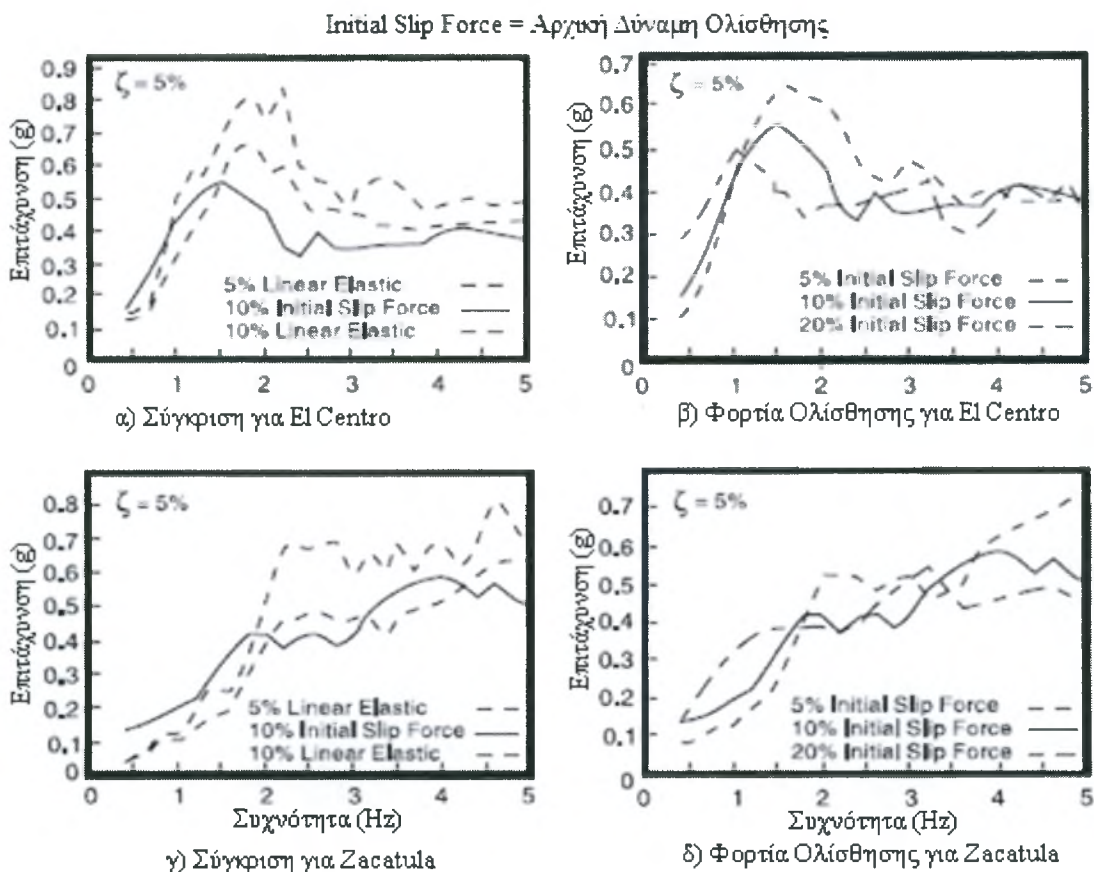 Initial Slip Force = Αρχική Δύναμη Ολίσθησης
Επιτάχυνση (g)
0.9
0.8
0.7
0.6
0.5
0.4
0.3
0.2
0.1
0
ζ = 5%
5% Linear Elastic
10% Initial Slip Force
10% Linear Elastic
0 1 2 3 4 5
α) Σύγκριση για El Centro
Επιτάχυνση (g)
0.7
0.6
0.5
0.4
0.3
0.2
0.1
0
ζ = 5%
5% Initial Slip Force
10% Initial Slip Force
20% Initial Slip Force
0 1 2 3 4 5
β) Φορτία Ολίσθησης για El Centro
Επιτάχυνση (g)
0.8
0.7
0.6
0.5
0.4
0.3
0.2
0.1
0
ζ = 5%
5% Linear Elastic
10% Initial Slip Force
10% Linear Elastic
0 1 2 3 4 5
Συχνότητα (Hz)
γ) Σύγκριση για Zacatula
Επιτάχυνση (g)
0.7
0.6
0.5
0.4
0.3
0.2
0.1
0
ζ = 5%
5% Initial Slip Force
10% Initial Slip Force
20% Initial Slip Force
0 1 2 3 4 5
Συχνότητα (Hz)
δ) Φορτία Ολίσθησης για Zacatula